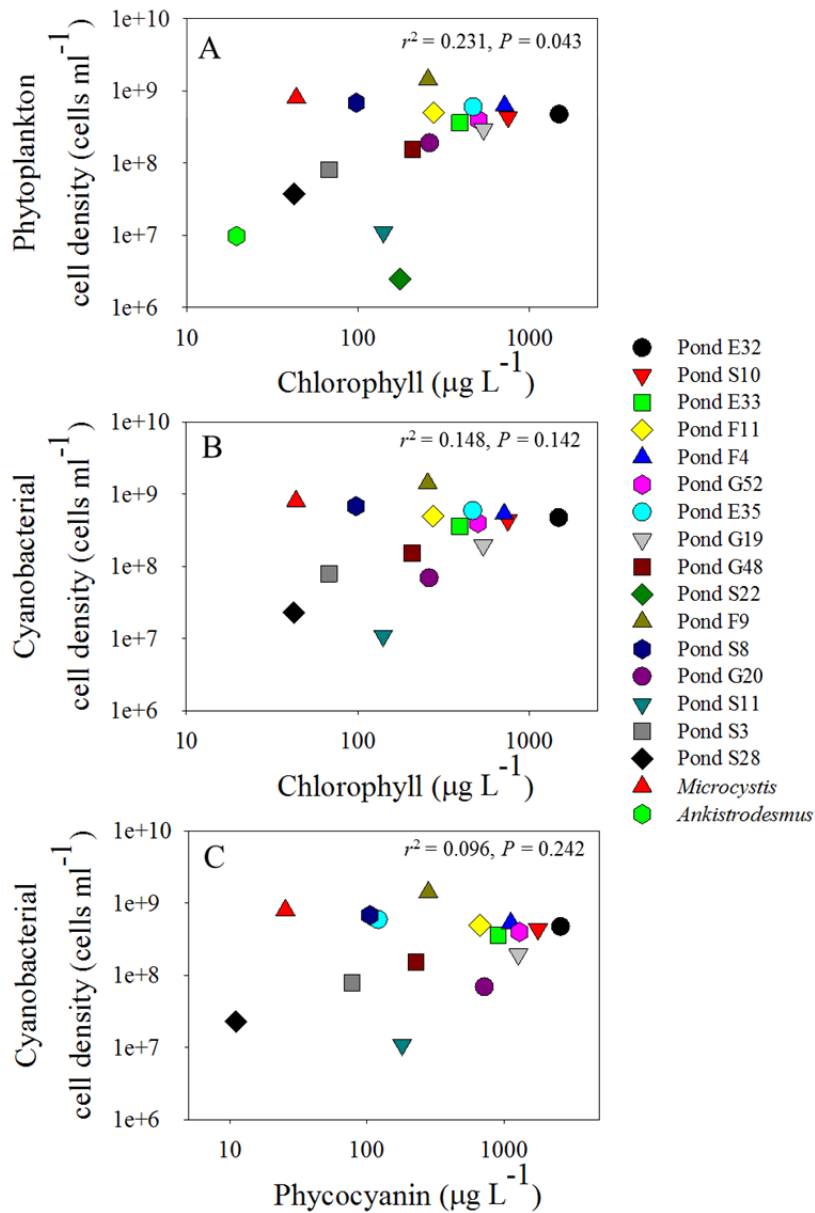 A
r² = 0.231, P = 0.043
1e+10
1e+9
1e+8
1e+7
1e+6
Phytoplankton
cell density (cells ml⁻¹)
10 100 1000
Chlorophyll (μg L⁻¹)
B
r² = 0.148, P = 0.142
1e+10
1e+9
1e+8
1e+7
1e+6
Cyanobacterial
cell density (cells ml⁻¹)
10 100 1000
Chlorophyll (μg L⁻¹)
C
r² = 0.096, P = 0.242
1e+10
1e+9
1e+8
1e+7
1e+6
Cyanobacterial
cell density (cells ml⁻¹)
10 100 1000
Phycocyanin (μg L⁻¹)
Pond E32
Pond S10
Pond E33
Pond F11
Pond F4
Pond G52
Pond E35
Pond G19
Pond G48
Pond S22
Pond F9
Pond S8
Pond G20
Pond S11
Pond S3
Pond S28
Microcystis
Ankistrodesmus